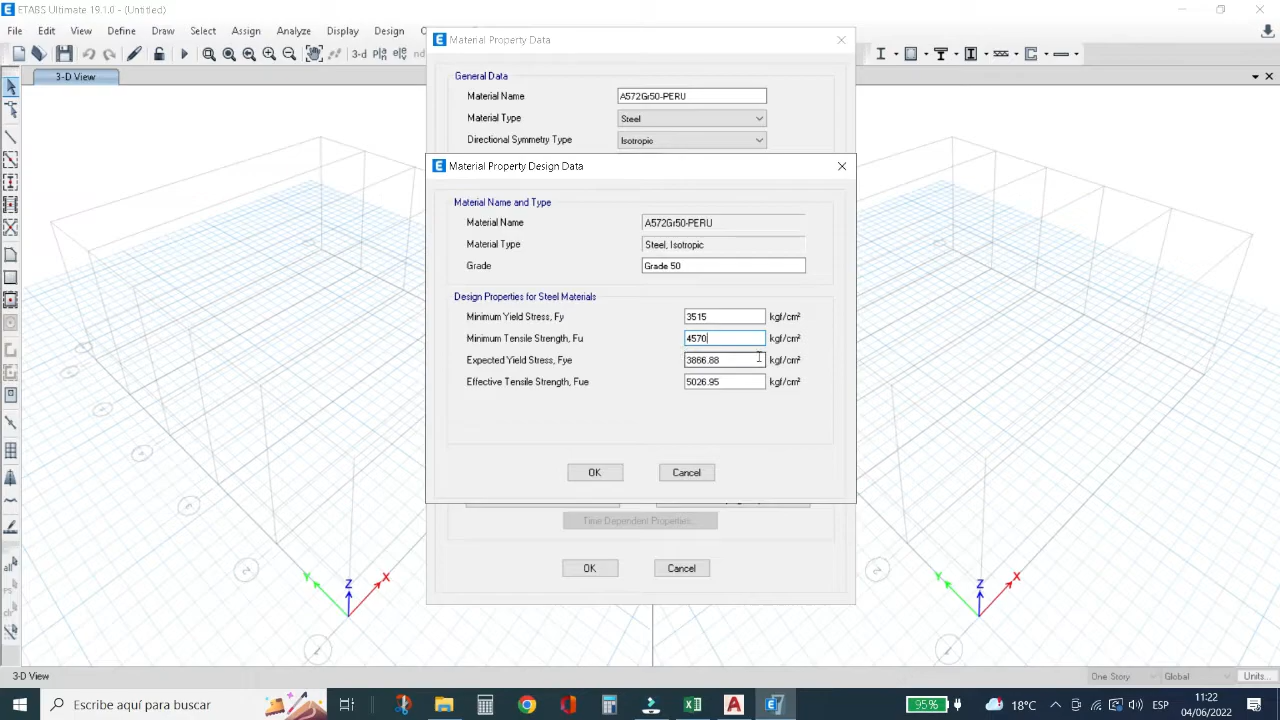 ETABS Ultimate 19.1.0 - (Untitled)
File Edit View Define Draw Select Assign Analyze Display Design
3-d
3-D View
Material Property Data
General Data
Material Name A572Gr50-PERU
Material Type Steel
Directional Symmetry Type Isotropic
Material Property Design Data
Material Name and Type
Material Name A572Gr50-PERU
Material Type Steel, Isotropic
Grade Grade 50
Design Properties for Steel Materials
Minimum Yield Stress, Fy 3515 kgf/cm²
Minimum Tensile Strength, Fu 4570 kgf/cm²
Expected Yield Stress, Fye 3866.88 kgf/cm²
Effective Tensile Strength, Fue 5026.95 kgf/cm²
OK Cancel
Time Dependent Properties...
OK Cancel
Y Z X
Y Z X
all
3-D View One Story Global Units...
Escribe aquí para buscar
95% 18°C ESP 11:22
04/06/2022